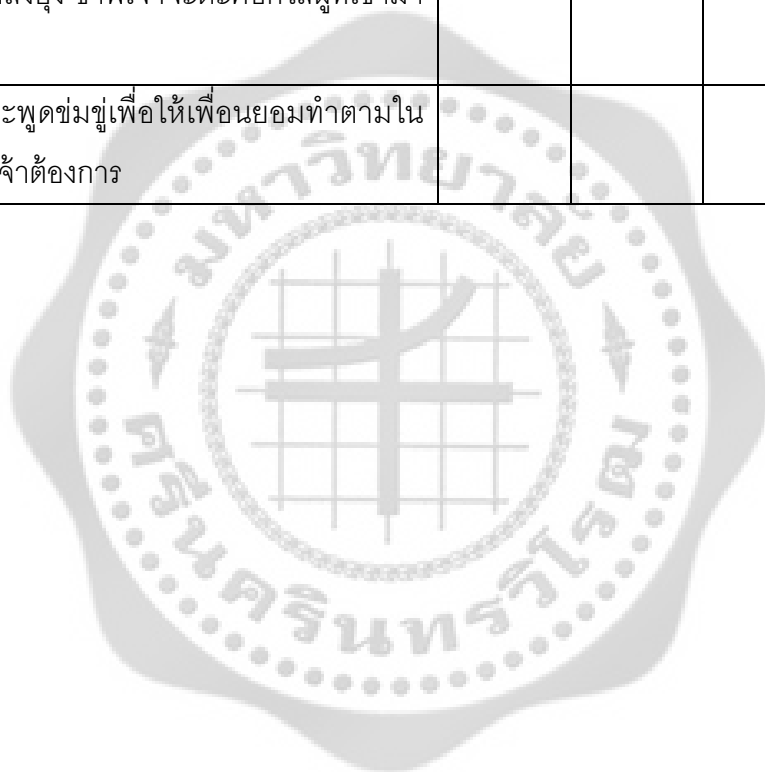 ะพูดข่มขู่เพื่อให้เพื่อนยอมทำตามใน
จ้าต้องการ
มหาวิทยาลัย
ศรีนครินทรวิโรฒ